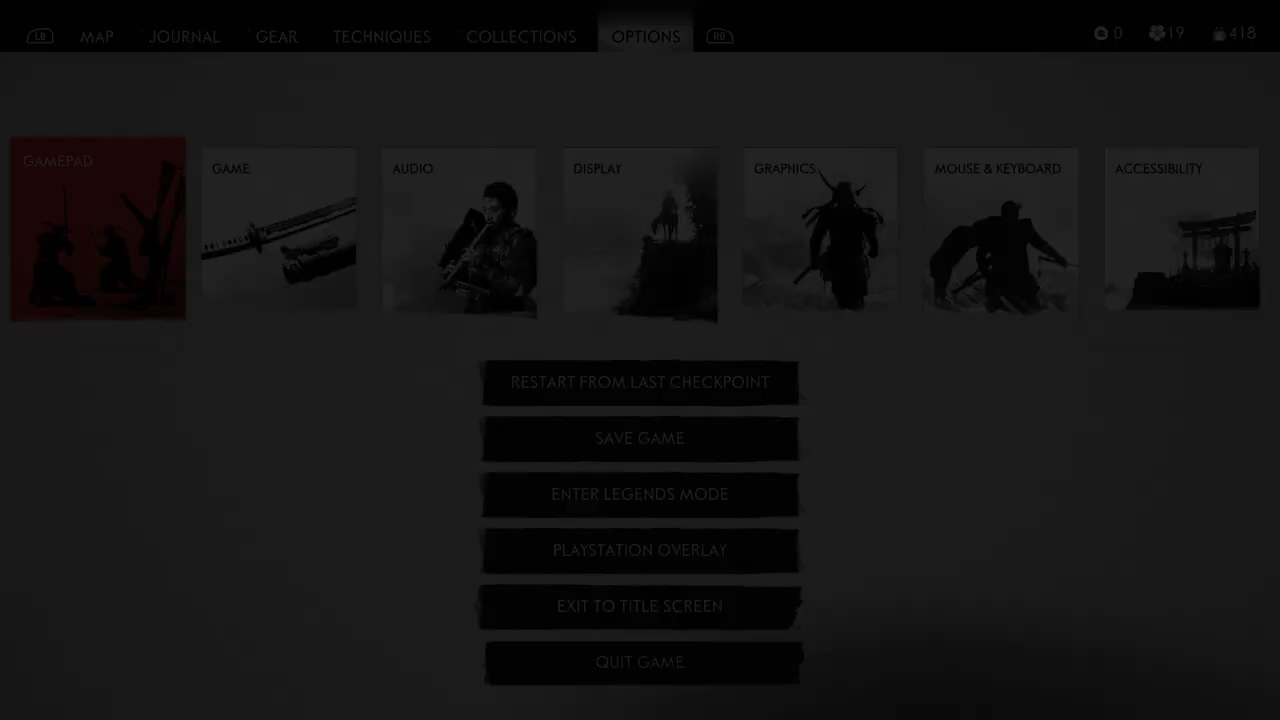 LB MAP JOURNAL GEAR TECHNIQUES COLLECTIONS OPTIONS RB 0 19 418
GAMEPAD GAME AUDIO DISPLAY GRAPHICS MOUSE & KEYBOARD ACCESSIBILITY
RESTART FROM LAST CHECKPOINT
SAVE GAME
ENTER LEGENDS MODE
PLAYSTATION OVERLAY
EXIT TO TITLE SCREEN
QUIT GAME